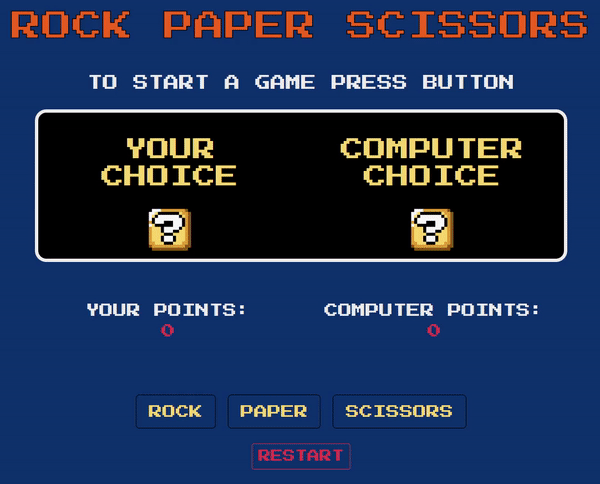 ROCK PAPER SCISSORS
TO START A GAME PRESS BUTTON
YOUR CHOICE
COMPUTER CHOICE
?
?
YOUR POINTS:
0
COMPUTER POINTS:
0
ROCK
PAPER
SCISSORS
RESTART